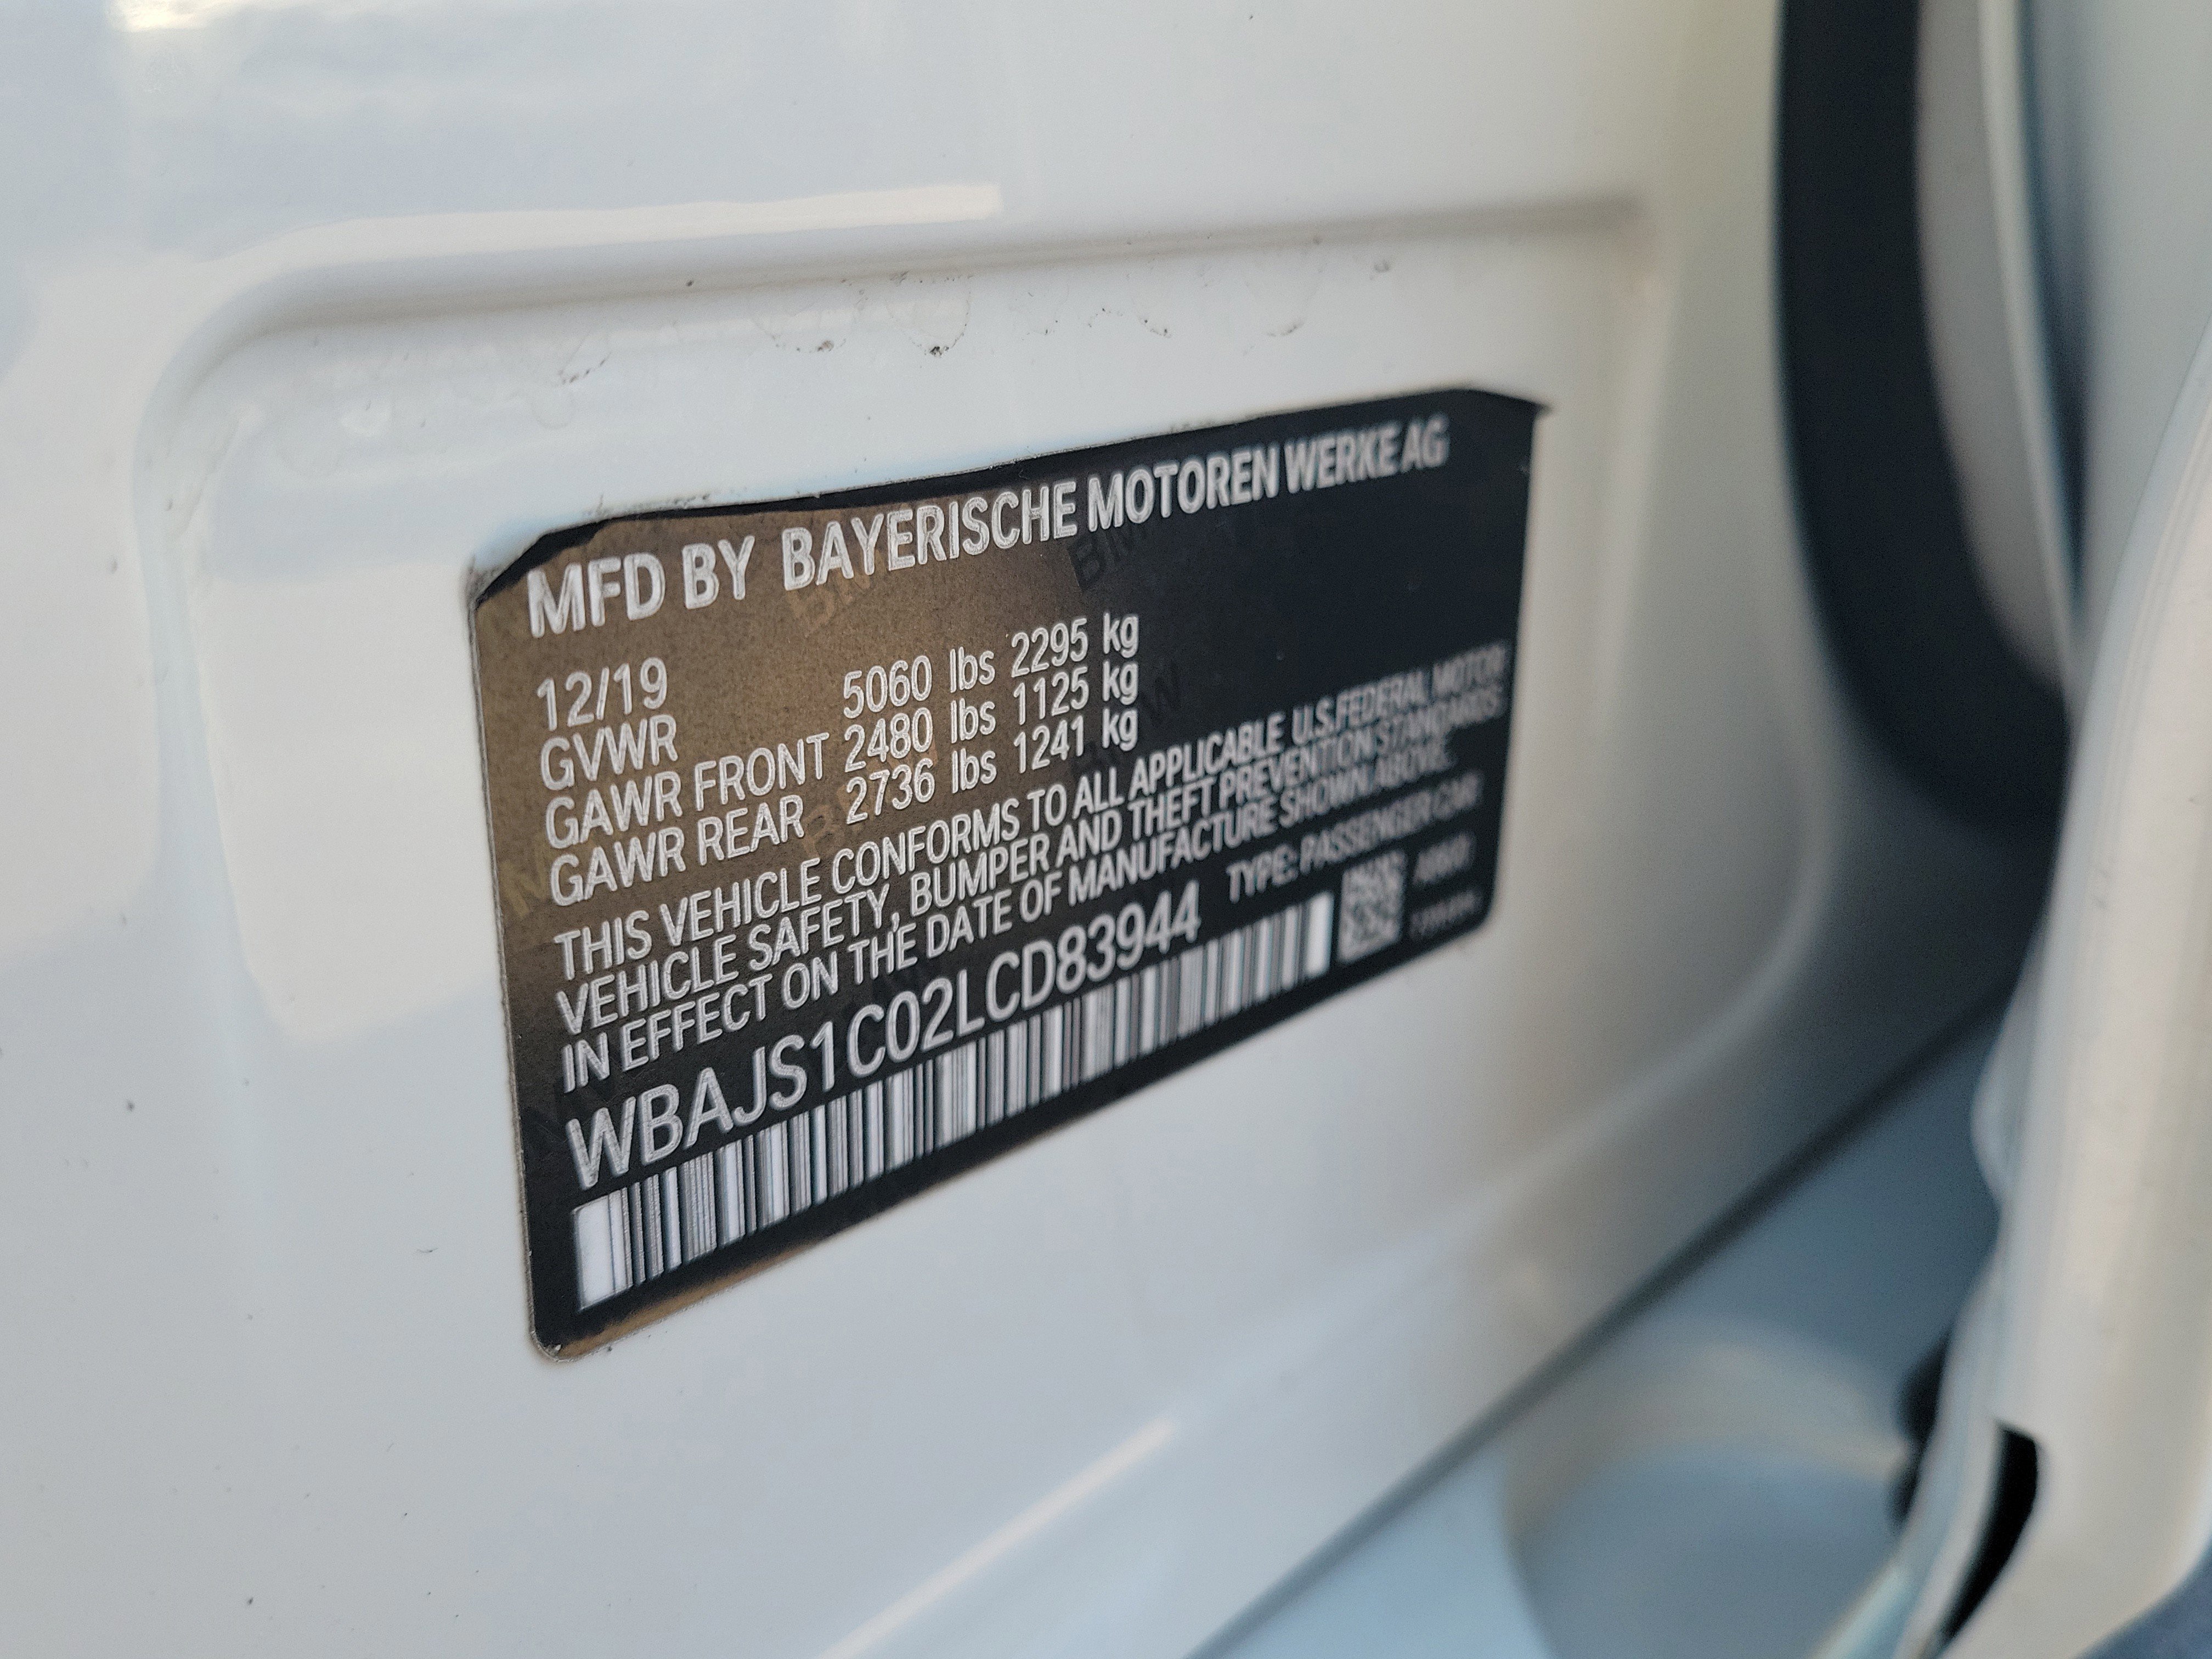 MFD BY BAYERISCHE MOTOREN WERKE AG
12/19
GVWR 5060 lbs 2295 kg
GAWR FRONT 2480 lbs 1125 kg
GAWR REAR 2736 lbs 1241 kg
THIS VEHICLE CONFORMS TO ALL APPLICABLE U.S.FEDERAL MOTOR
VEHICLE SAFETY, BUMPER AND THEFT PREVENTION STANDARDS
IN EFFECT ON THE DATE OF MANUFACTURE SHOWN ABOVE.
WBAJS1C02LCD83944 TYPE: PASSENGER CAR